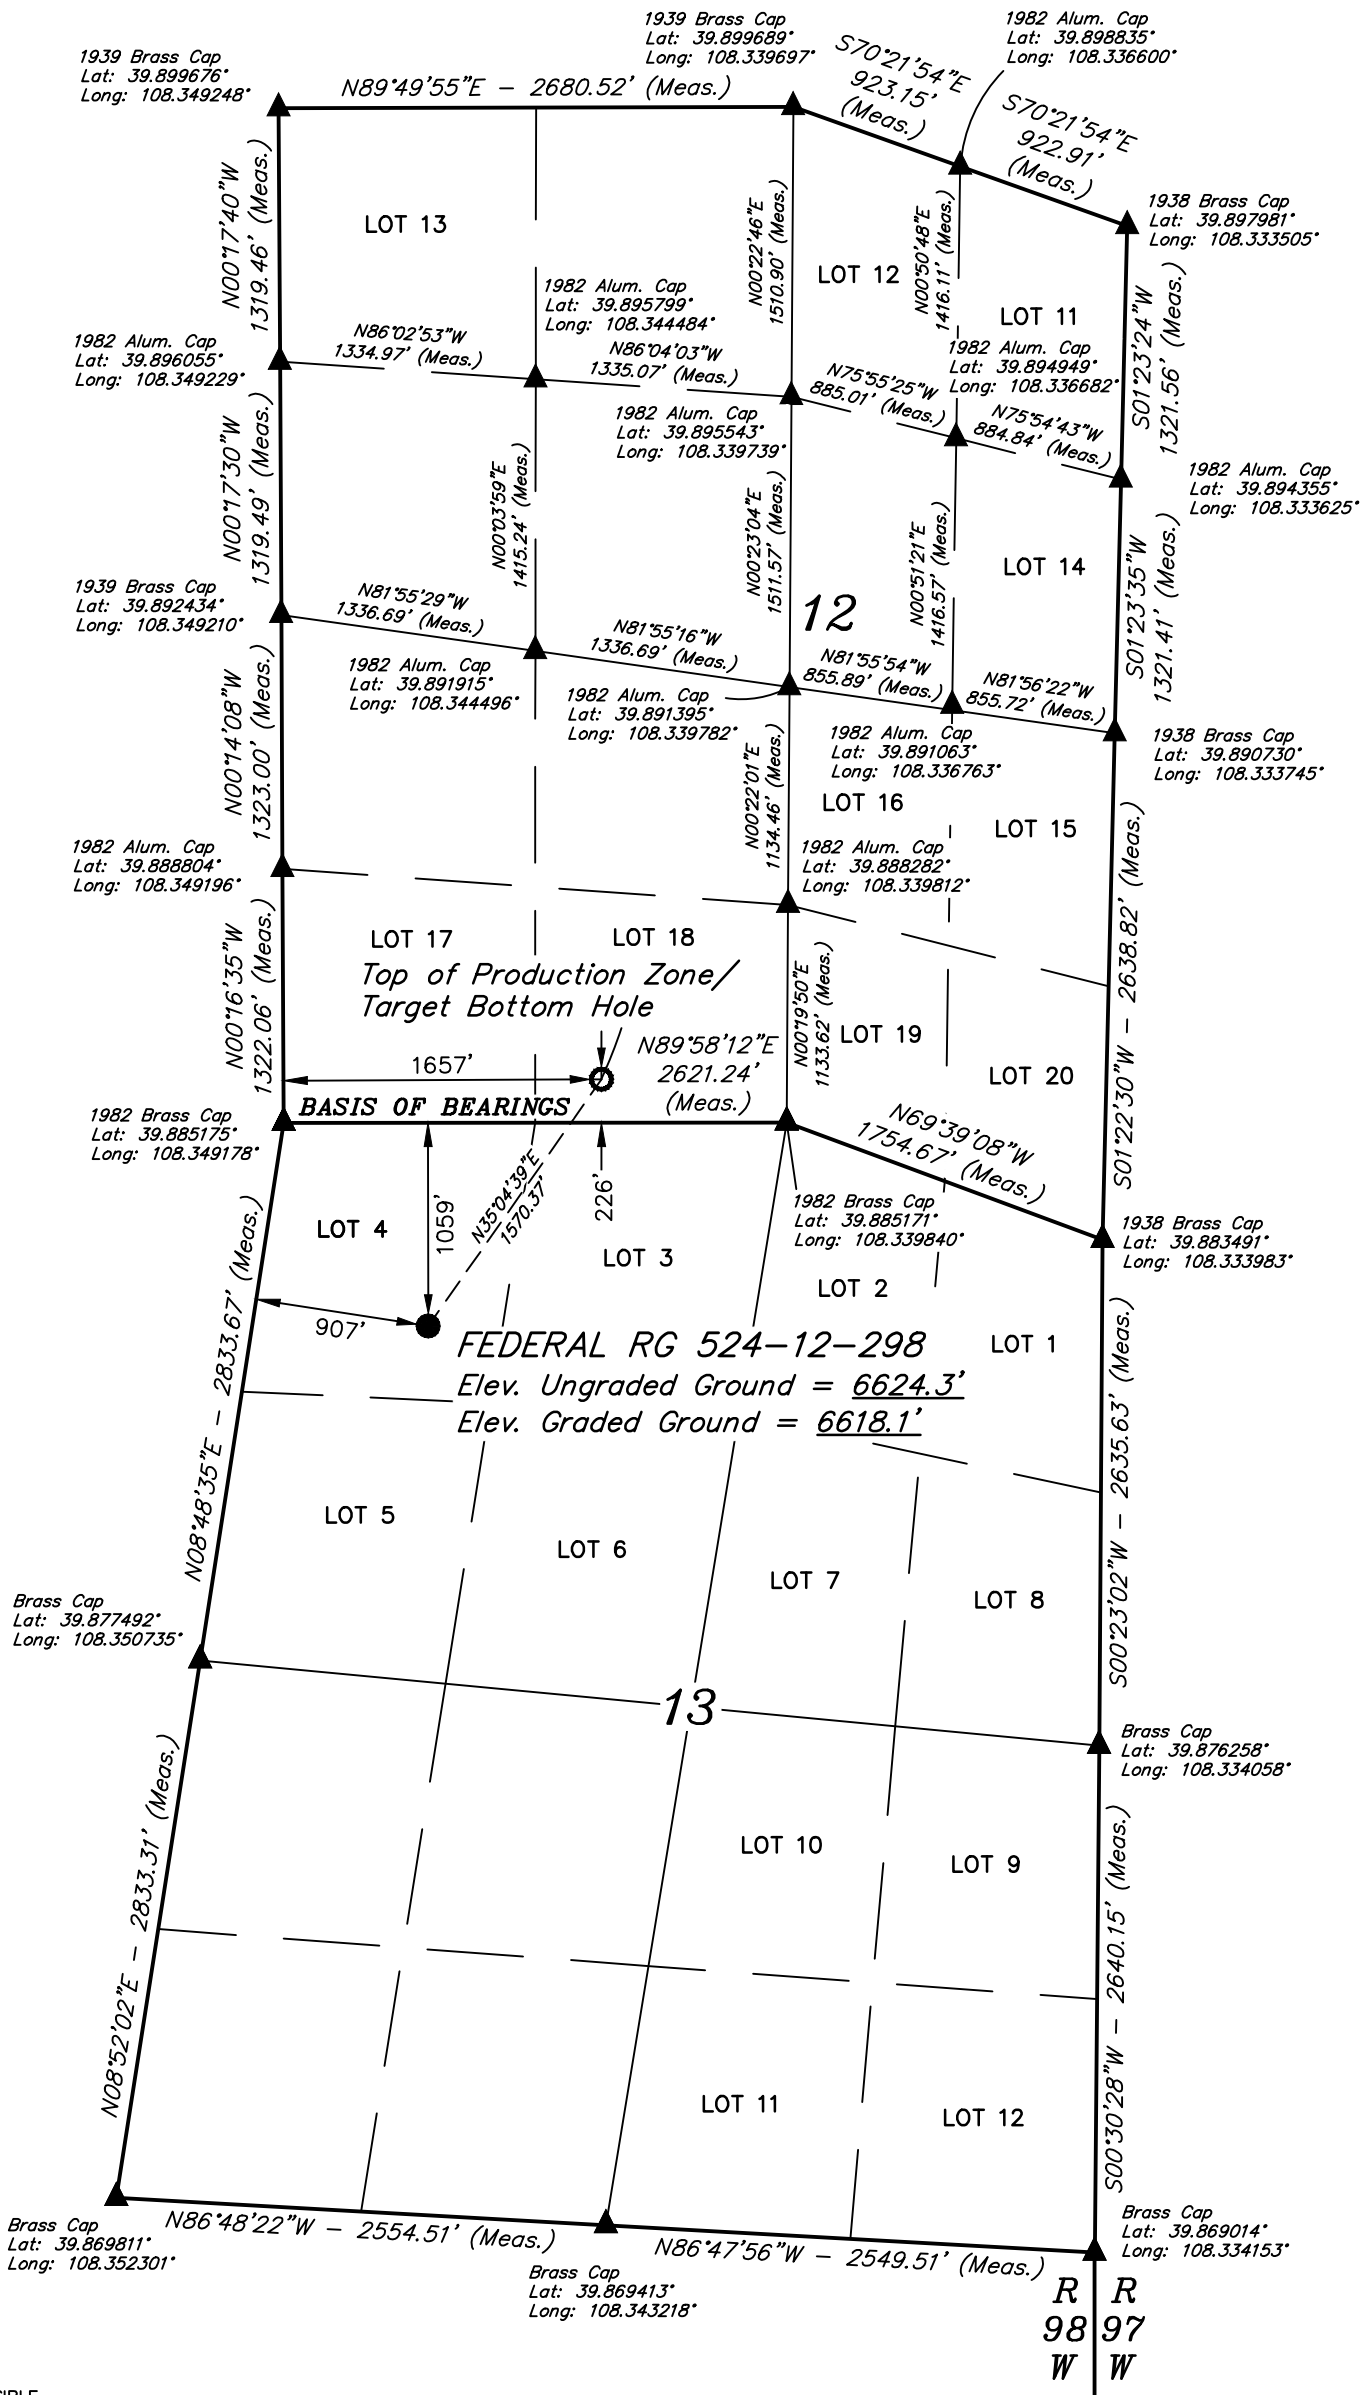 1939 Brass Cap
Lat: 39.899676°
Long: 108.349248°
N89°49'55"E - 2680.52' (Meas.)
1939 Brass Cap
Lat: 39.899689°
Long: 108.339697°
S70°21'54"E
923.15'
(Meas.)
1982 Alum. Cap
Lat: 39.898835°
Long: 108.336600°
S70°21'54"E
922.91'
(Meas.)
1938 Brass Cap
Lat: 39.897981°
Long: 108.333505°
N00°17'40"W
1319.46' (Meas.)
LOT 13
N00°22'46"E
1510.90' (Meas.)
LOT 12
N00°50'48"E
1416.11' (Meas.)
LOT 11
S01°23'24"W
1321.56' (Meas.)
1982 Alum. Cap
Lat: 39.896055°
Long: 108.349229°
N86°02'53"W
1334.97' (Meas.)
1982 Alum. Cap
Lat: 39.895799°
Long: 108.344484°
N86°04'03"W
1335.07' (Meas.)
1982 Alum. Cap
Lat: 39.895543°
Long: 108.339739°
N75°55'25"W
885.01' (Meas.)
1982 Alum. Cap
Lat: 39.894949°
Long: 108.336682°
N75°54'43"W
884.84' (Meas.)
1982 Alum. Cap
Lat: 39.894355°
Long: 108.333625°
N00°17'30"W
1319.49' (Meas.)
N00°03'59"E
1415.24' (Meas.)
N00°23'04"E
1511.57' (Meas.)
12
N00°51'21"E
1416.57' (Meas.)
LOT 14
S01°23'35"W
1321.41' (Meas.)
1939 Brass Cap
Lat: 39.892434°
Long: 108.349210°
N81°55'29"W
1336.69' (Meas.)
1982 Alum. Cap
Lat: 39.891915°
Long: 108.344496°
N81°55'16"W
1336.69' (Meas.)
1982 Alum. Cap
Lat: 39.891395°
Long: 108.339782°
N81°55'54"W
855.89' (Meas.)
1982 Alum. Cap
Lat: 39.891063°
Long: 108.336763°
N81°56'22"W
855.72' (Meas.)
1938 Brass Cap
Lat: 39.890730°
Long: 108.333745°
N00°14'08"W
1323.00' (Meas.)
N00°22'01"E
1134.46' (Meas.)
LOT 16
LOT 15
1982 Alum. Cap
Lat: 39.888804°
Long: 108.349196°
1982 Alum. Cap
Lat: 39.888282°
Long: 108.339812°
S01°22'30"W - 2638.82' (Meas.)
N00°16'35"W
1322.06' (Meas.)
LOT 17
LOT 18
Top of Production Zone/
Target Bottom Hole
N00°19'50"E
1133.62' (Meas.)
LOT 19
LOT 20
1657'
N89°58'12"E
2621.24'
(Meas.)
BASIS OF BEARINGS
1982 Brass Cap
Lat: 39.885175°
Long: 108.349178°
N69°39'08"W
1754.67' (Meas.)
1982 Brass Cap
Lat: 39.885171°
Long: 108.339840°
1938 Brass Cap
Lat: 39.883491°
Long: 108.333983°
N08°48'35"E - 2833.67' (Meas.)
LOT 4
1059'
N35°04'39"E
1570.37'
226'
LOT 3
LOT 2
LOT 1
907'
FEDERAL RG 524-12-298
Elev. Ungraded Ground = 6624.3'
Elev. Graded Ground = 6618.1'
S00°23'02"W - 2635.63' (Meas.)
LOT 5
LOT 6
LOT 7
LOT 8
Brass Cap
Lat: 39.877492°
Long: 108.350735°
13
Brass Cap
Lat: 39.876258°
Long: 108.334058°
N08°52'02"E - 2833.31' (Meas.)
LOT 10
LOT 9
S00°30'28"W - 2640.15' (Meas.)
LOT 11
LOT 12
Brass Cap
Lat: 39.869811°
Long: 108.352301°
N86°48'22"W - 2554.51' (Meas.)
Brass Cap
Lat: 39.869413°
Long: 108.343218°
N86°47'56"W - 2549.51' (Meas.)
Brass Cap
Lat: 39.869014°
Long: 108.334153°
R R
98 97
W W